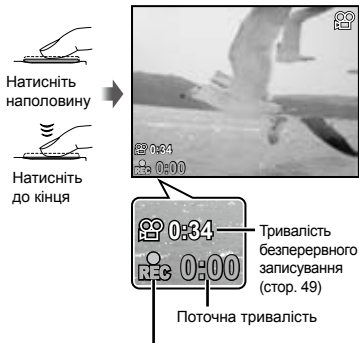 Натисніть
наполовину
Натисніть
до кінця
0:34
REC 0:00
0:34
REC 0:00
Тривалість
безперервного
записування
(стор. 49)
Поточна тривалість